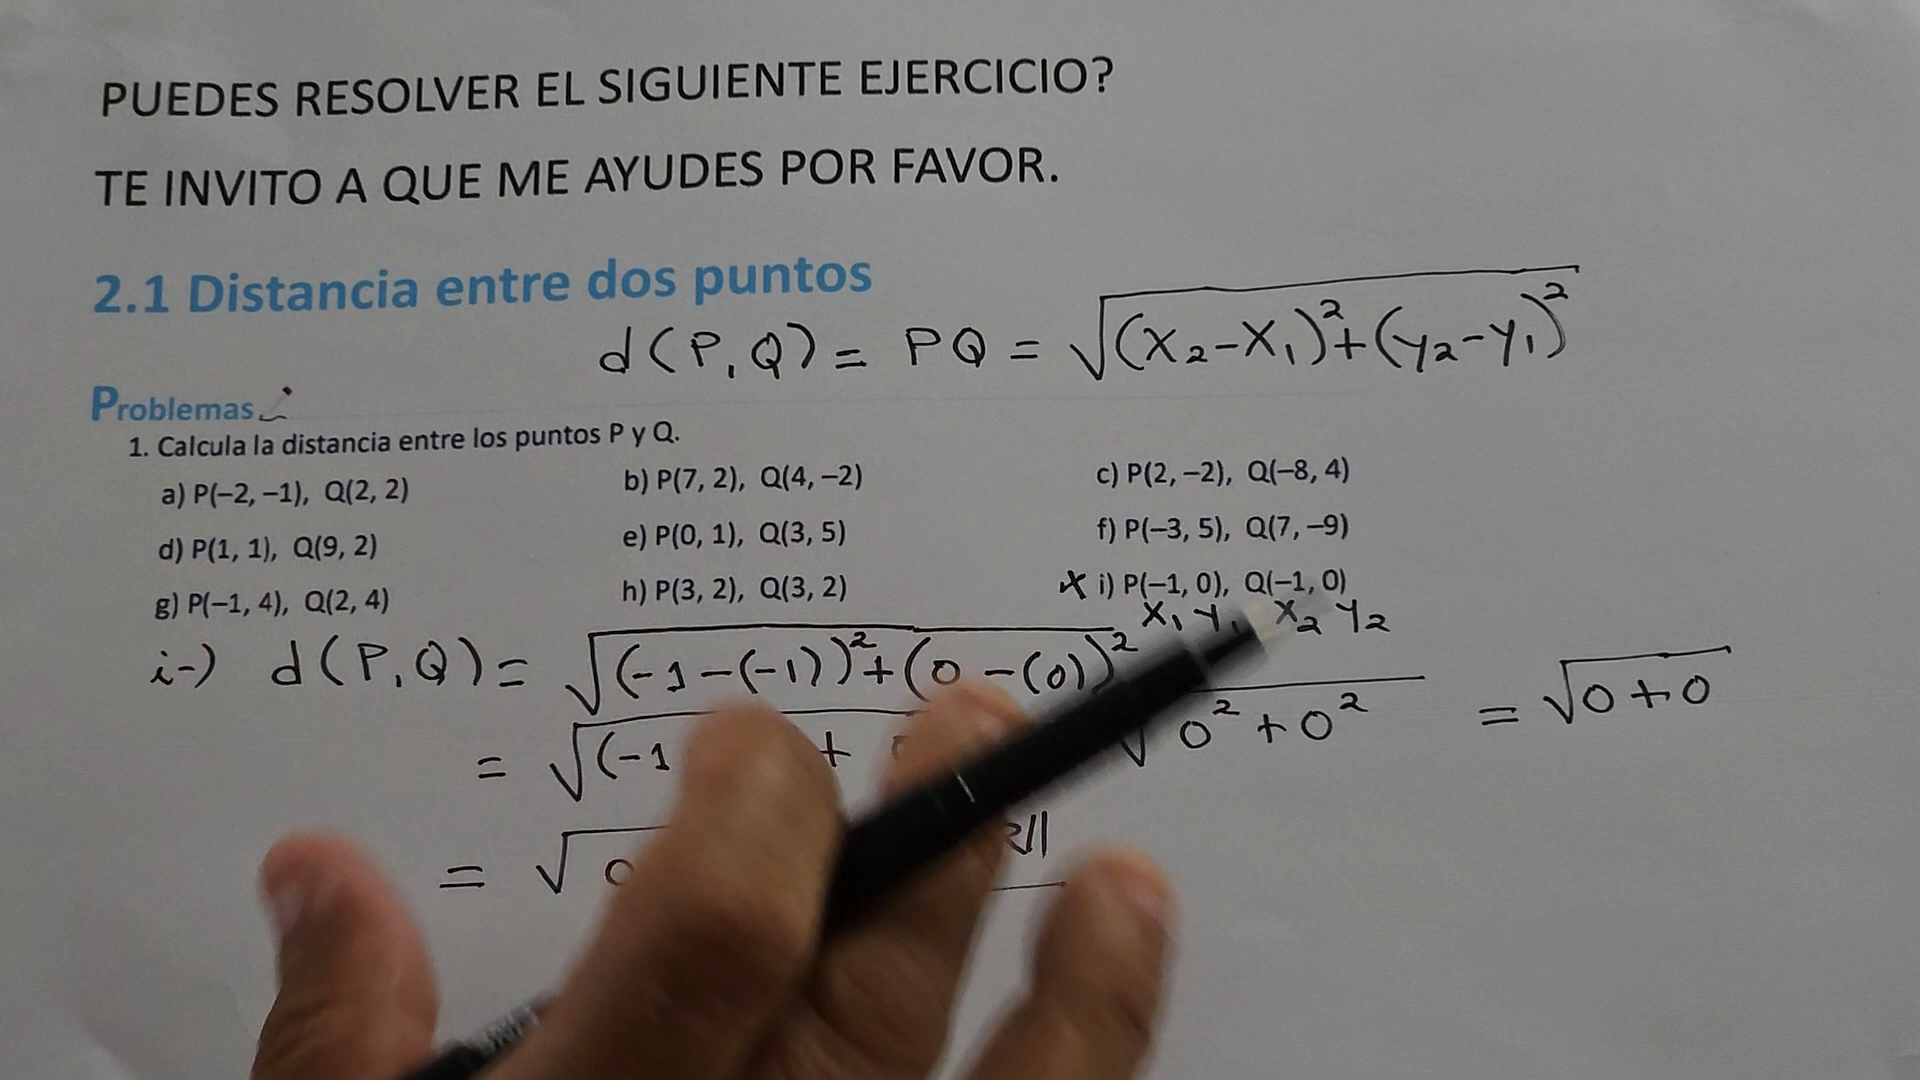 PUEDES RESOLVER EL SIGUIENTE EJERCICIO?
TE INVITO A QUE ME AYUDES POR FAVOR.
2.1 Distancia entre dos puntos
d(P,Q) = PQ = √(x₂-x₁)²+(y₂-y₁)²
Problemas
1. Calcula la distancia entre los puntos P y Q.
a) P(−2, −1), Q(2, 2) b) P(7, 2), Q(4, −2) c) P(2, −2), Q(−8, 4)
d) P(1, 1), Q(9, 2) e) P(0, 1), Q(3, 5) f) P(−3, 5), Q(7, −9)
g) P(−1, 4), Q(2, 4) h) P(3, 2), Q(3, 2) x i) P(−1, 0), Q(−1, 0)
x₁ y₁ x₂ y₂
i-) d(P,Q) = √(-1-(-1))²+(0-(0))²
= √(-1 + √0²+0² = √0+0
= √0